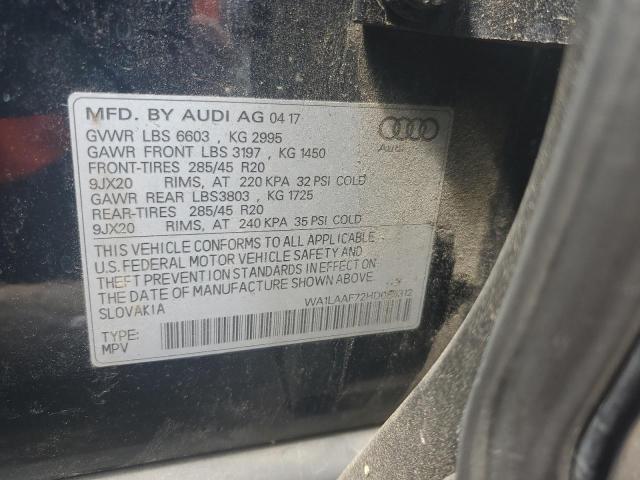 MFD. BY AUDI AG 04 17
GVWR LBS 6603 , KG 2995
GAWR FRONT LBS 3197 , KG 1450
FRONT-TIRES 285/45 R20
9JX20 RIMS, AT 220 KPA 32 PSI COLD
GAWR REAR LBS3803 , KG 1725
REAR-TIRES 285/45 R20
9JX20 RIMS, AT 240 KPA 35 PSI COLD
THIS VEHICLE CONFORMS TO ALL APPLICABLE
U.S. FEDERAL MOTOR VEHICLE SAFETY AND
THEFT PREVENTION STANDARDS IN EFFECT ON
THE DATE OF MANUFACTURE SHOWN ABOVE.
SLOVAKIA
TYPE:
MPV
Audi